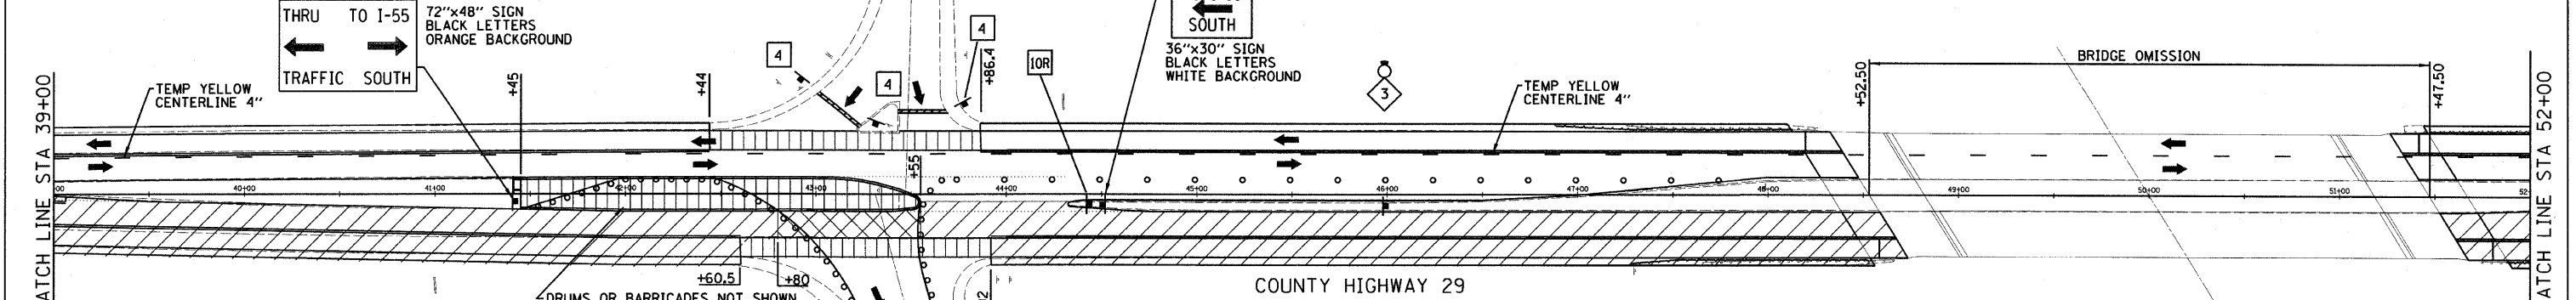 THRU TO I-55
TRAFFIC SOUTH
72"x48" SIGN
BLACK LETTERS
ORANGE BACKGROUND
4
4
4
+86.4
10R
SOUTH
36"x30" SIGN
BLACK LETTERS
WHITE BACKGROUND
3
TEMP YELLOW
CENTERLINE 4"
+45
+44
TEMP YELLOW
CENTERLINE 4"
+52.50
BRIDGE OMISSION
+47.50
MATCH LINE STA 39+00
MATCH LINE STA 52+00
+55
40+00
41+00
42+00
43+00
44+00
45+00
46+00
47+00
48+00
49+00
50+00
51+00
+60.5
+80
COUNTY HIGHWAY 29
DRUMS OR BARRICADES NOT SHOWN